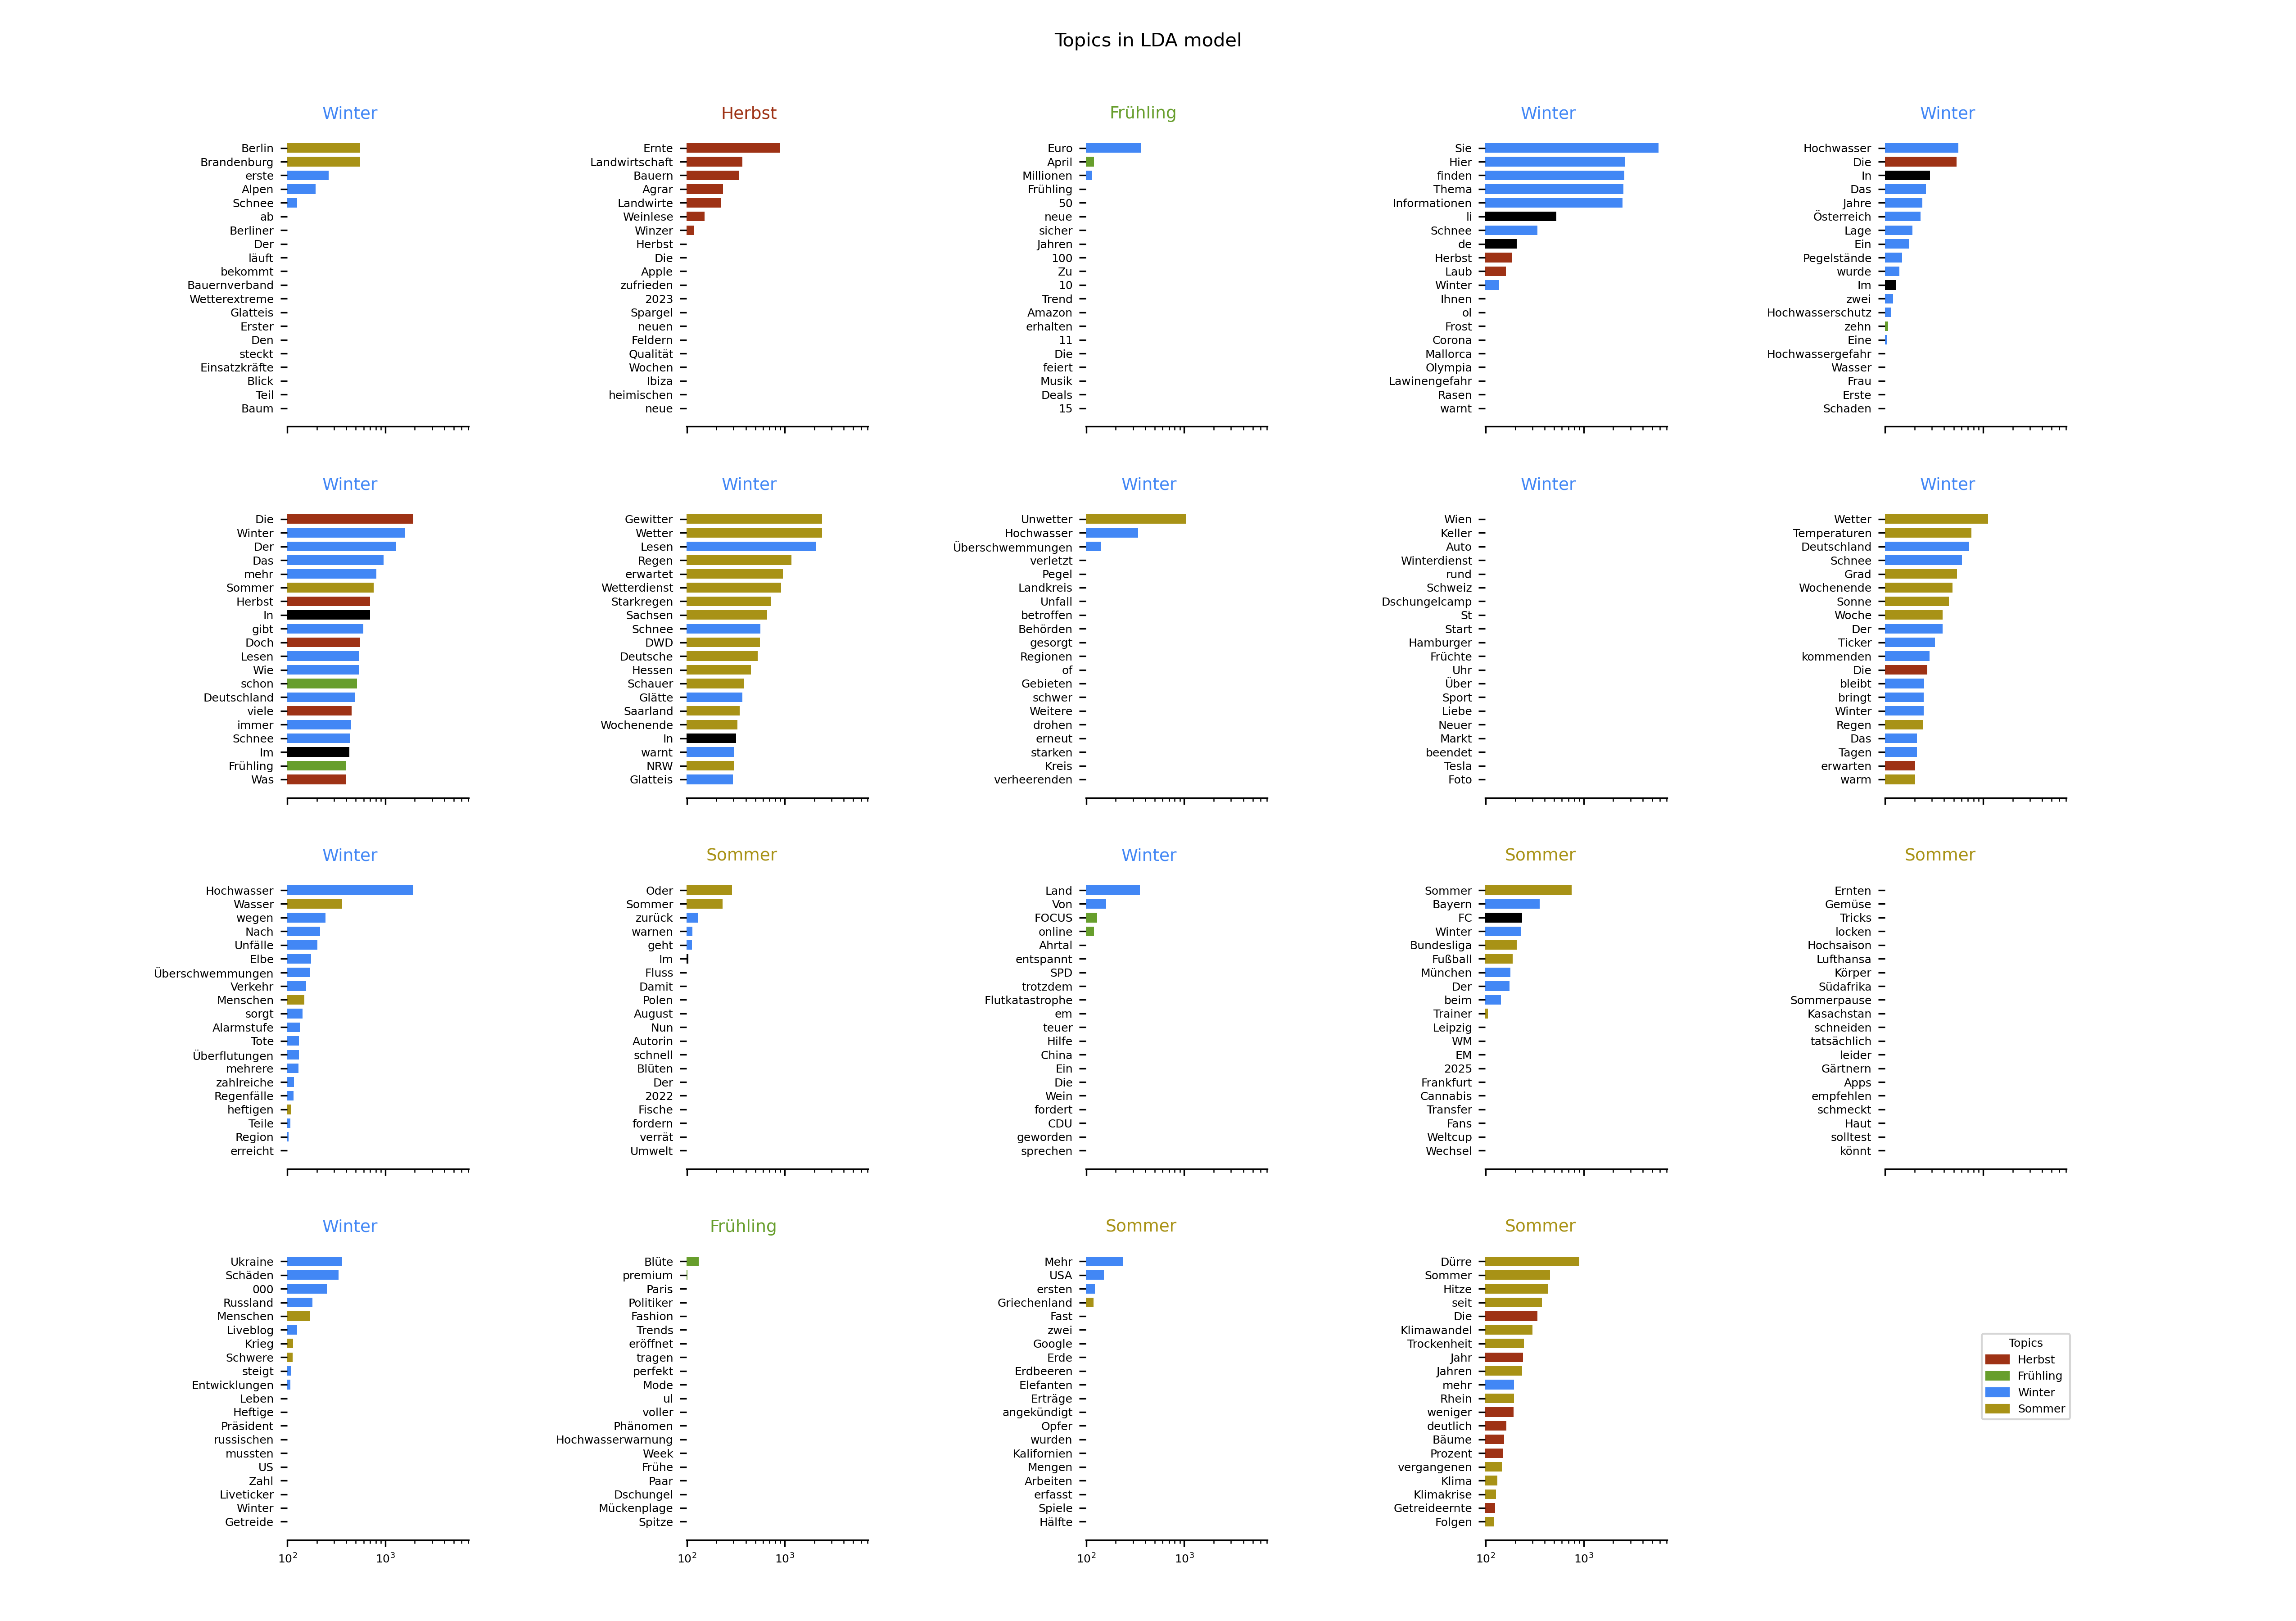 Topics in LDA model
Winter
Berlin
Brandenburg
erste
Alpen
Schnee
ab
Berliner
Der
läuft
bekommt
Bauernverband
Wetterextreme
Glatteis
Erster
Den
steckt
Einsatzkräfte
Blick
Teil
Baum
Herbst
Ernte
Landwirtschaft
Bauern
Agrar
Landwirte
Weinlese
Winzer
Herbst
Die
Apple
zufrieden
2023
Spargel
neuen
Feldern
Qualität
Wochen
Ibiza
heimischen
neue
Frühling
Euro
April
Millionen
Frühling
50
neue
sicher
Jahren
100
Zu
10
Trend
Amazon
erhalten
11
Die
feiert
Musik
Deals
15
Winter
Sie
Hier
finden
Thema
Informationen
li
Schnee
de
Herbst
Laub
Winter
Ihnen
ol
Frost
Corona
Mallorca
Olympia
Lawinengefahr
Rasen
warnt
Winter
Hochwasser
Die
In
Das
Jahre
Österreich
Lage
Ein
Pegelstände
wurde
Im
zwei
Hochwasserschutz
zehn
Eine
Hochwassergefahr
Wasser
Frau
Erste
Schaden
Winter
Die
Winter
Der
Das
mehr
Sommer
Herbst
In
gibt
Doch
Lesen
Wie
schon
Deutschland
viele
immer
Schnee
Im
Frühling
Was
Winter
Gewitter
Wetter
Lesen
Regen
erwartet
Wetterdienst
Starkregen
Sachsen
Schnee
DWD
Deutsche
Hessen
Schauer
Glätte
Saarland
Wochenende
In
warnt
NRW
Glatteis
Winter
Unwetter
Hochwasser
Überschwemmungen
verletzt
Pegel
Landkreis
Unfall
betroffen
Behörden
gesorgt
Regionen
of
Gebieten
schwer
Weitere
drohen
erneut
starken
Kreis
verheerenden
Winter
Wien
Keller
Auto
Winterdienst
rund
Schweiz
Dschungelcamp
St
Start
Hamburger
Früchte
Uhr
Über
Sport
Liebe
Neuer
Markt
beendet
Tesla
Foto
Winter
Wetter
Temperaturen
Deutschland
Schnee
Grad
Wochenende
Sonne
Woche
Der
Ticker
kommenden
Die
bleibt
bringt
Winter
Regen
Das
Tagen
erwarten
warm
Winter
Hochwasser
Wasser
wegen
Nach
Unfälle
Elbe
Überschwemmungen
Verkehr
Menschen
sorgt
Alarmstufe
Tote
Überflutungen
mehrere
zahlreiche
Regenfälle
heftigen
Teile
Region
erreicht
Sommer
Oder
Sommer
zurück
warnen
geht
Im
Fluss
Damit
Polen
August
Nun
Autorin
schnell
Blüten
Der
2022
Fische
fordern
verrät
Umwelt
Winter
Land
Von
FOCUS
online
Ahrtal
entspannt
SPD
trotzdem
Flutkatastrophe
em
teuer
Hilfe
China
Ein
Die
Wein
fordert
CDU
geworden
sprechen
Sommer
Sommer
Bayern
FC
Winter
Bundesliga
Fußball
München
Der
beim
Trainer
Leipzig
WM
EM
2025
Frankfurt
Cannabis
Transfer
Fans
Weltcup
Wechsel
Sommer
Ernten
Gemüse
Tricks
locken
Hochsaison
Lufthansa
Körper
Südafrika
Sommerpause
Kasachstan
schneiden
tatsächlich
leider
Gärtnern
Apps
empfehlen
schmeckt
Haut
solltest
könnt
Winter
Ukraine
Schäden
000
Russland
Menschen
Liveblog
Krieg
Schwere
steigt
Entwicklungen
Leben
Heftige
Präsident
russischen
mussten
US
Zahl
Liveticker
Winter
Getreide
10² 10³
Frühling
Blüte
premium
Paris
Politiker
Fashion
Trends
eröffnet
tragen
perfekt
Mode
ul
voller
Phänomen
Hochwasserwarnung
Week
Frühe
Paar
Dschungel
Mückenplage
Spitze
10² 10³
Sommer
Mehr
USA
ersten
Griechenland
Fast
zwei
Google
Erde
Erdbeeren
Elefanten
Erträge
angekündigt
Opfer
wurden
Kalifornien
Mengen
Arbeiten
erfasst
Spiele
Hälfte
10² 10³
Sommer
Dürre
Sommer
Hitze
seit
Die
Klimawandel
Trockenheit
Jahr
Jahren
mehr
Rhein
weniger
deutlich
Bäume
Prozent
vergangenen
Klima
Klimakrise
Getreideernte
Folgen
10² 10³
Topics
Herbst
Frühling
Winter
Sommer